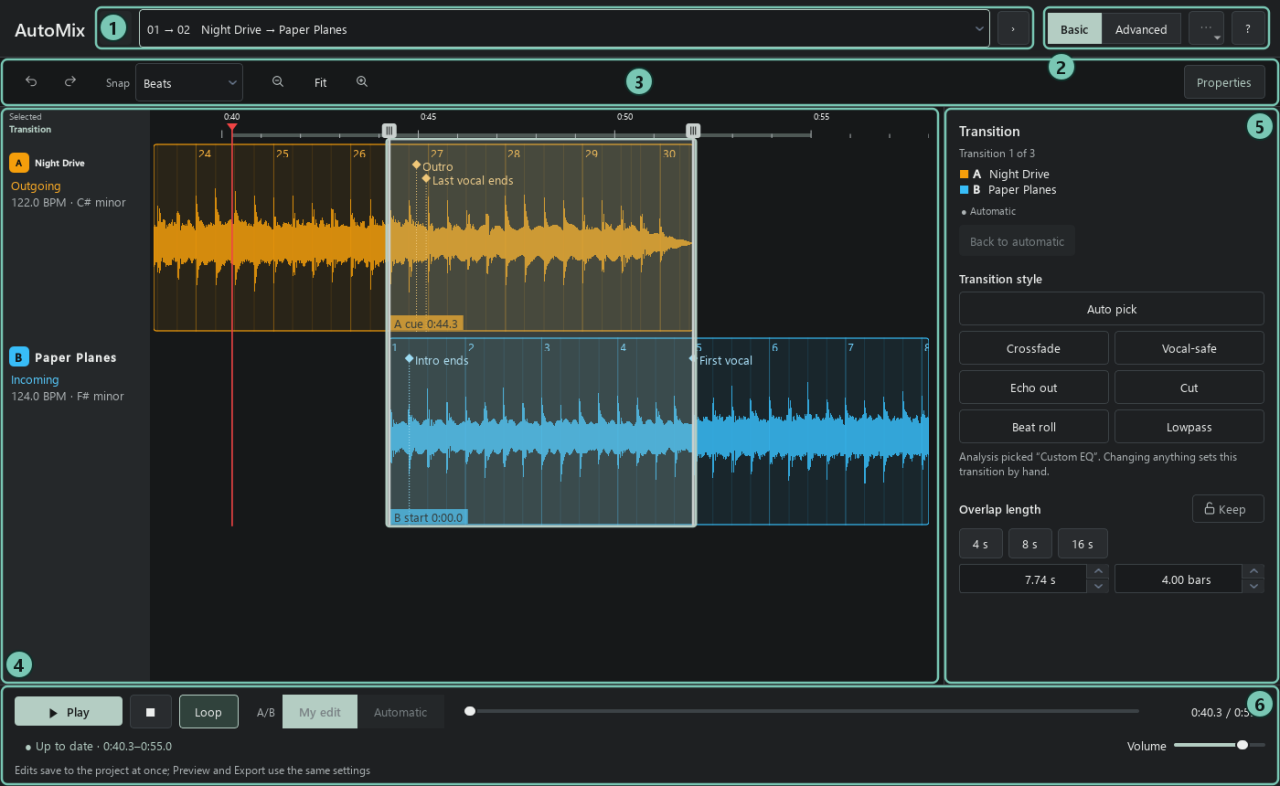 AutoMix
1
01 → 02 Night Drive → Paper Planes
›
Basic
Advanced
...
?
2
Snap
Beats
Fit
3
Properties
Selected
Transition
0:40
0:45
0:50
0:55
A Night Drive
Outgoing
122.0 BPM · C# minor
24 25 26 27 28 29 30
Outro
Last vocal ends
A cue 0:44.3
B Paper Planes
Incoming
124.0 BPM · F# minor
1 2 3 4 5 6 7 8
Intro ends
First vocal
B start 0:00.0
4
Transition
5
Transition 1 of 3
A Night Drive
B Paper Planes
• Automatic
Back to automatic
Transition style
Auto pick
Crossfade
Vocal-safe
Echo out
Cut
Beat roll
Lowpass
Analysis picked "Custom EQ". Changing anything sets this
transition by hand.
Overlap length
Keep
4 s
8 s
16 s
7.74 s
4.00 bars
Play
Loop
A/B
My edit
Automatic
0:40.3 / 0:5
6
• Up to date · 0:40.3–0:55.0
Volume
Edits save to the project at once; Preview and Export use the same settings